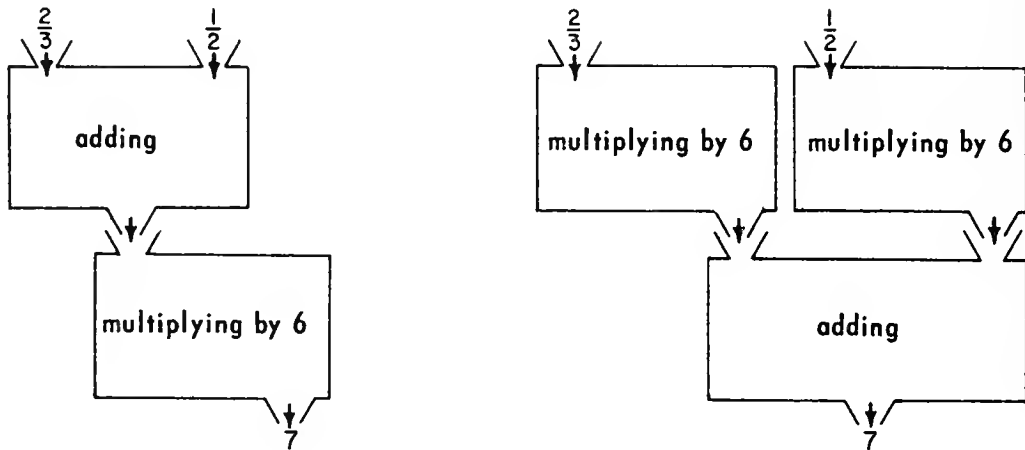 2/3 1/2
adding
multiplying by 6
7
2/3 1/2
multiplying by 6 multiplying by 6
adding
7